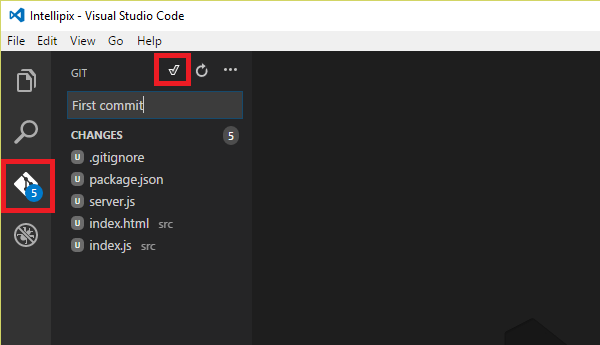 Intellipix - Visual Studio Code
File Edit View Go Help
GIT
First commit
CHANGES 5
U .gitignore
U package.json
5 U server.js
U index.html src
U index.js src